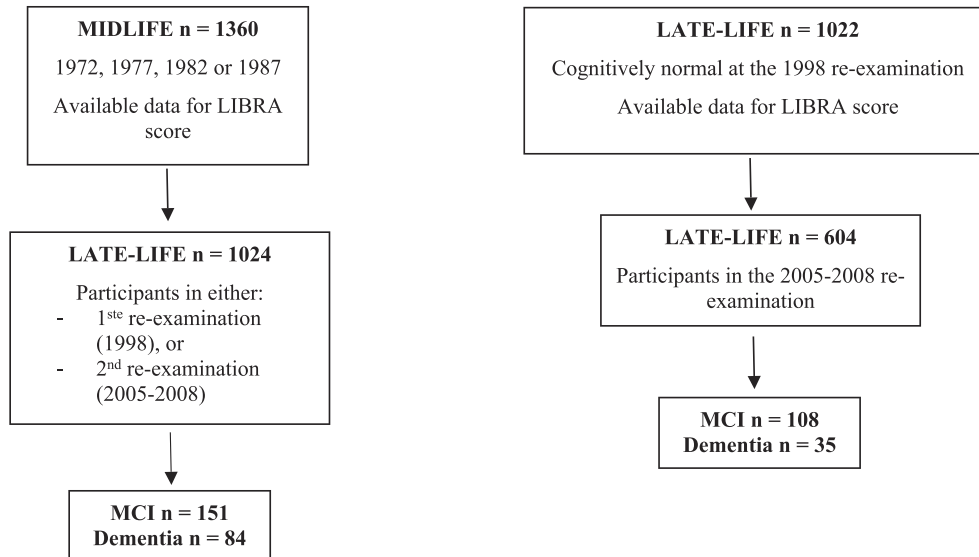 MIDLIFE n = 1360
1972, 1977, 1982 or 1987
Available data for LIBRA
score
LATE-LIFE n = 1024
Participants in either:
- 1ste re-examination
(1998), or
- 2nd re-examination
(2005-2008)
MCI n = 151
Dementia n = 84
LATE-LIFE n = 1022
Cognitively normal at the 1998 re-examination
Available data for LIBRA score
LATE-LIFE n = 604
Participants in the 2005-2008 re-
examination
MCI n = 108
Dementia n = 35